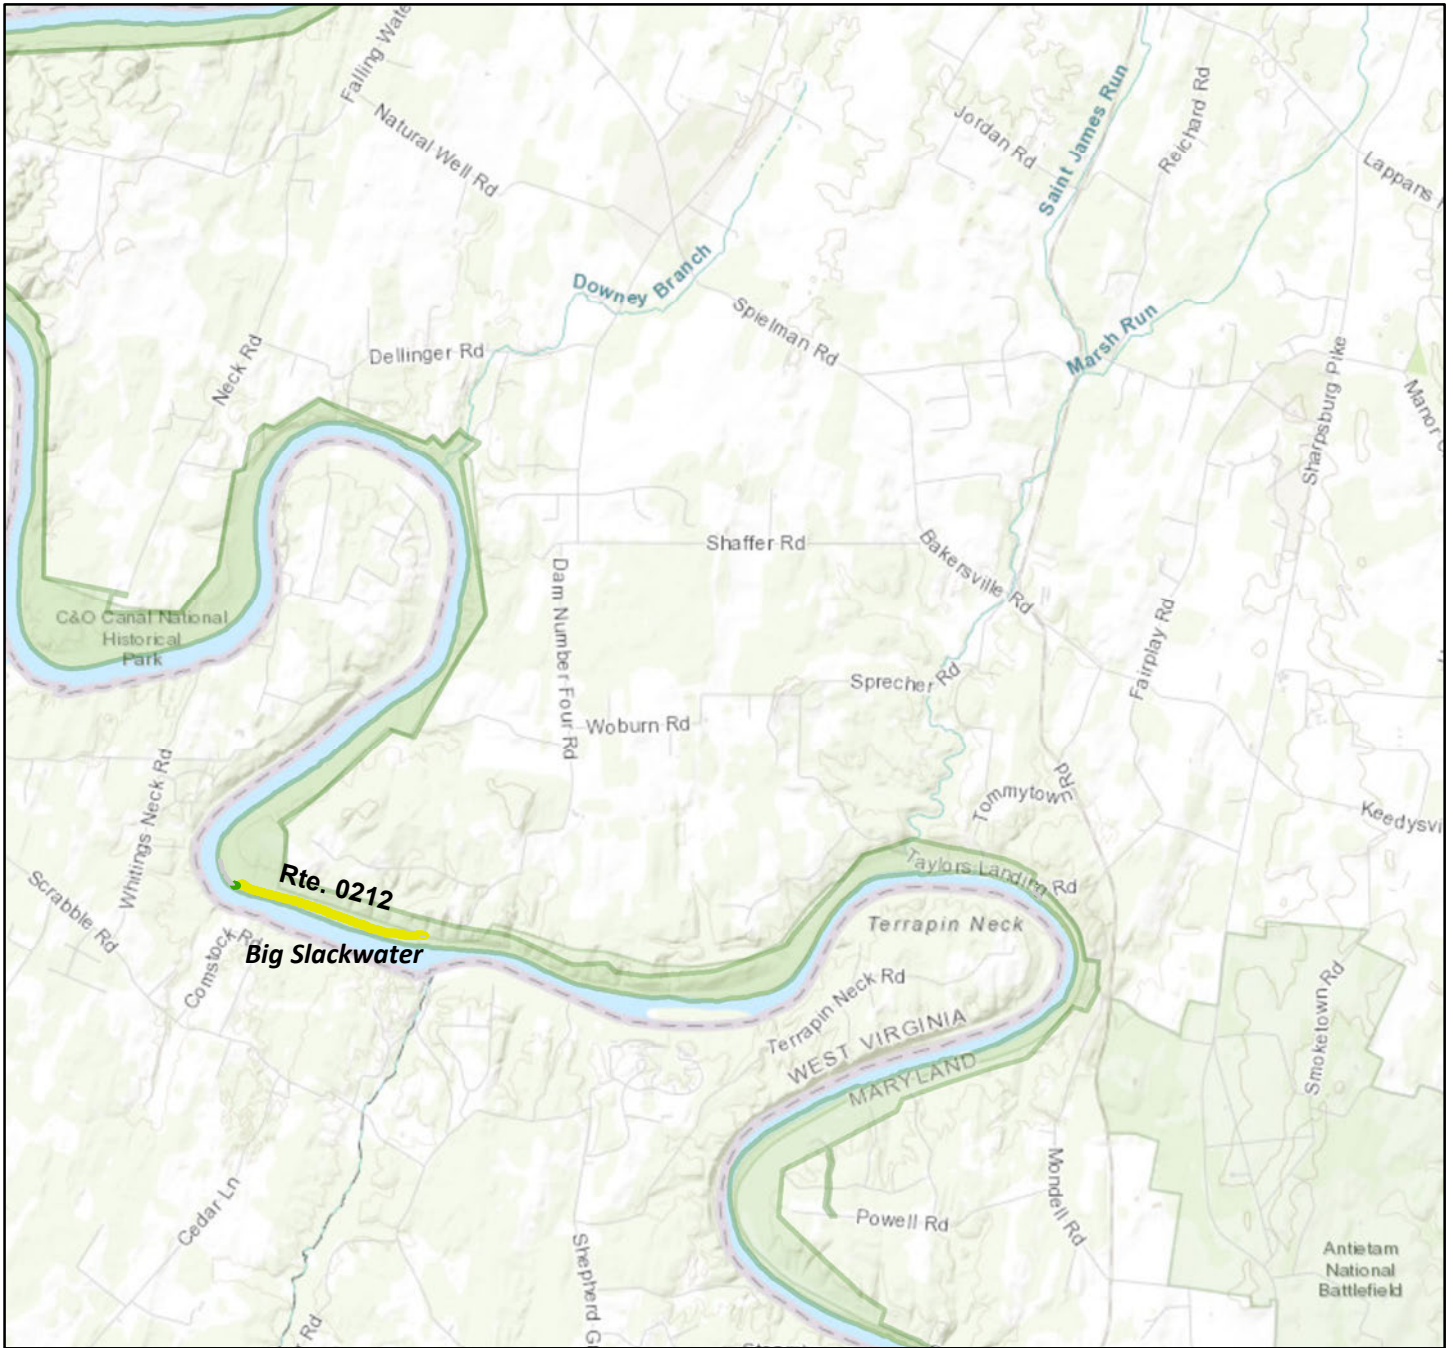 Falling Wate
Natural Well Rd
Jordan Rd
Saint James Run
Reichard Rd
Lappans
Downey Branch
Spielman Rd
Marsh Run
Neck Rd
Dellinger Rd
Sharpsburg Pike
Manor
Shaffer Rd
Bakersville Rd
Dam Number Four Rd
C&O Canal National
Historical
Park
Fairplay Rd
Sprecher Rd
Woburn Rd
Whitings Neck Rd
Tommytown Rd
Keedysvi
Scrabble Rd
Rte. 0212
Taylors Landing Rd
Terrapin Neck
Comstock Rd
Big Slackwater
Terrapin Neck Rd
WEST VIRGINIA
MARYLAND
Smoketown Rd
Cedar Ln
Powell Rd
Mondell Rd
Shepherd G
Antietam
National
Battlefield
Rd